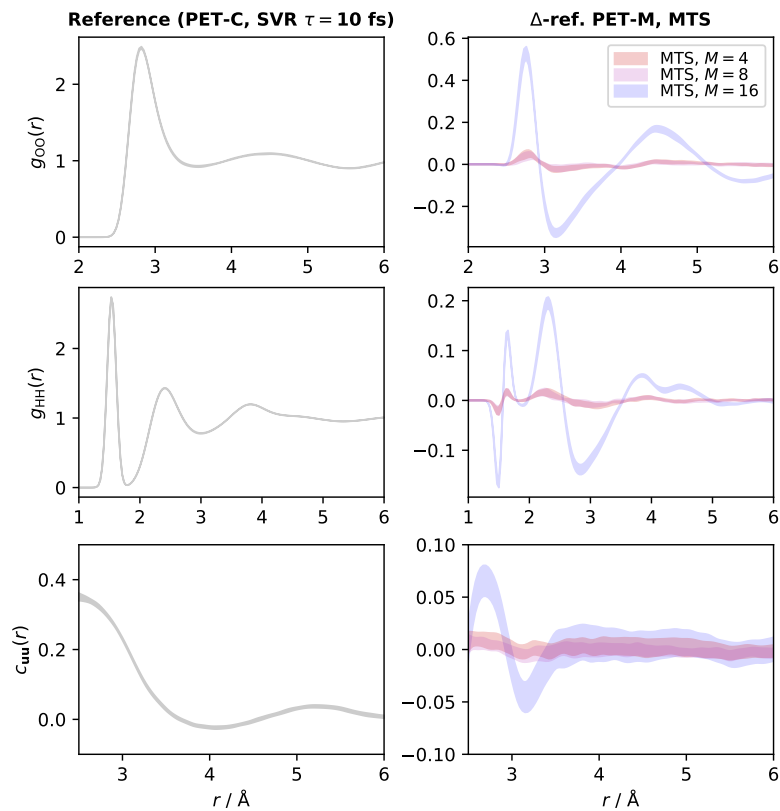 Reference (PET-C, SVR τ = 10 fs)
Δ-ref. PET-M, MTS
g_OO(r)
2
1
0
2 3 4 5 6
0.6
0.4
0.2
0.0
−0.2
MTS, M = 4
MTS, M = 8
MTS, M = 16
2 3 4 5 6
g_HH(r)
2
1
0
1 2 3 4 5 6
0.2
0.1
0.0
−0.1
1 2 3 4 5 6
c_uu(r)
0.4
0.2
0.0
3 4 5 6
r / Å
0.10
0.05
0.00
−0.05
−0.10
3 4 5 6
r / Å